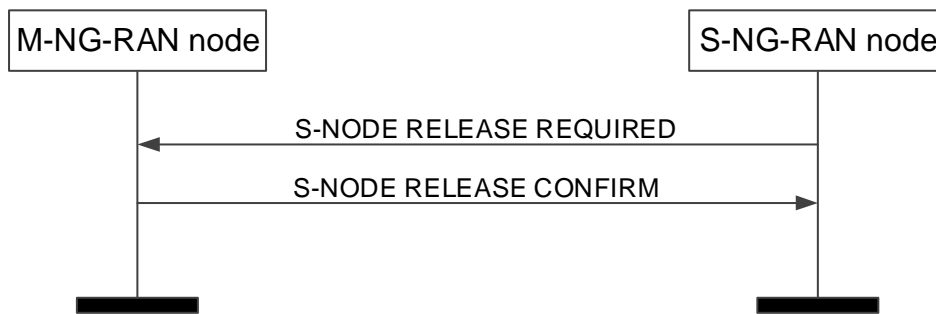 M-NG-RAN node
S-NG-RAN node
S-NODE RELEASE REQUIRED
S-NODE RELEASE CONFIRM